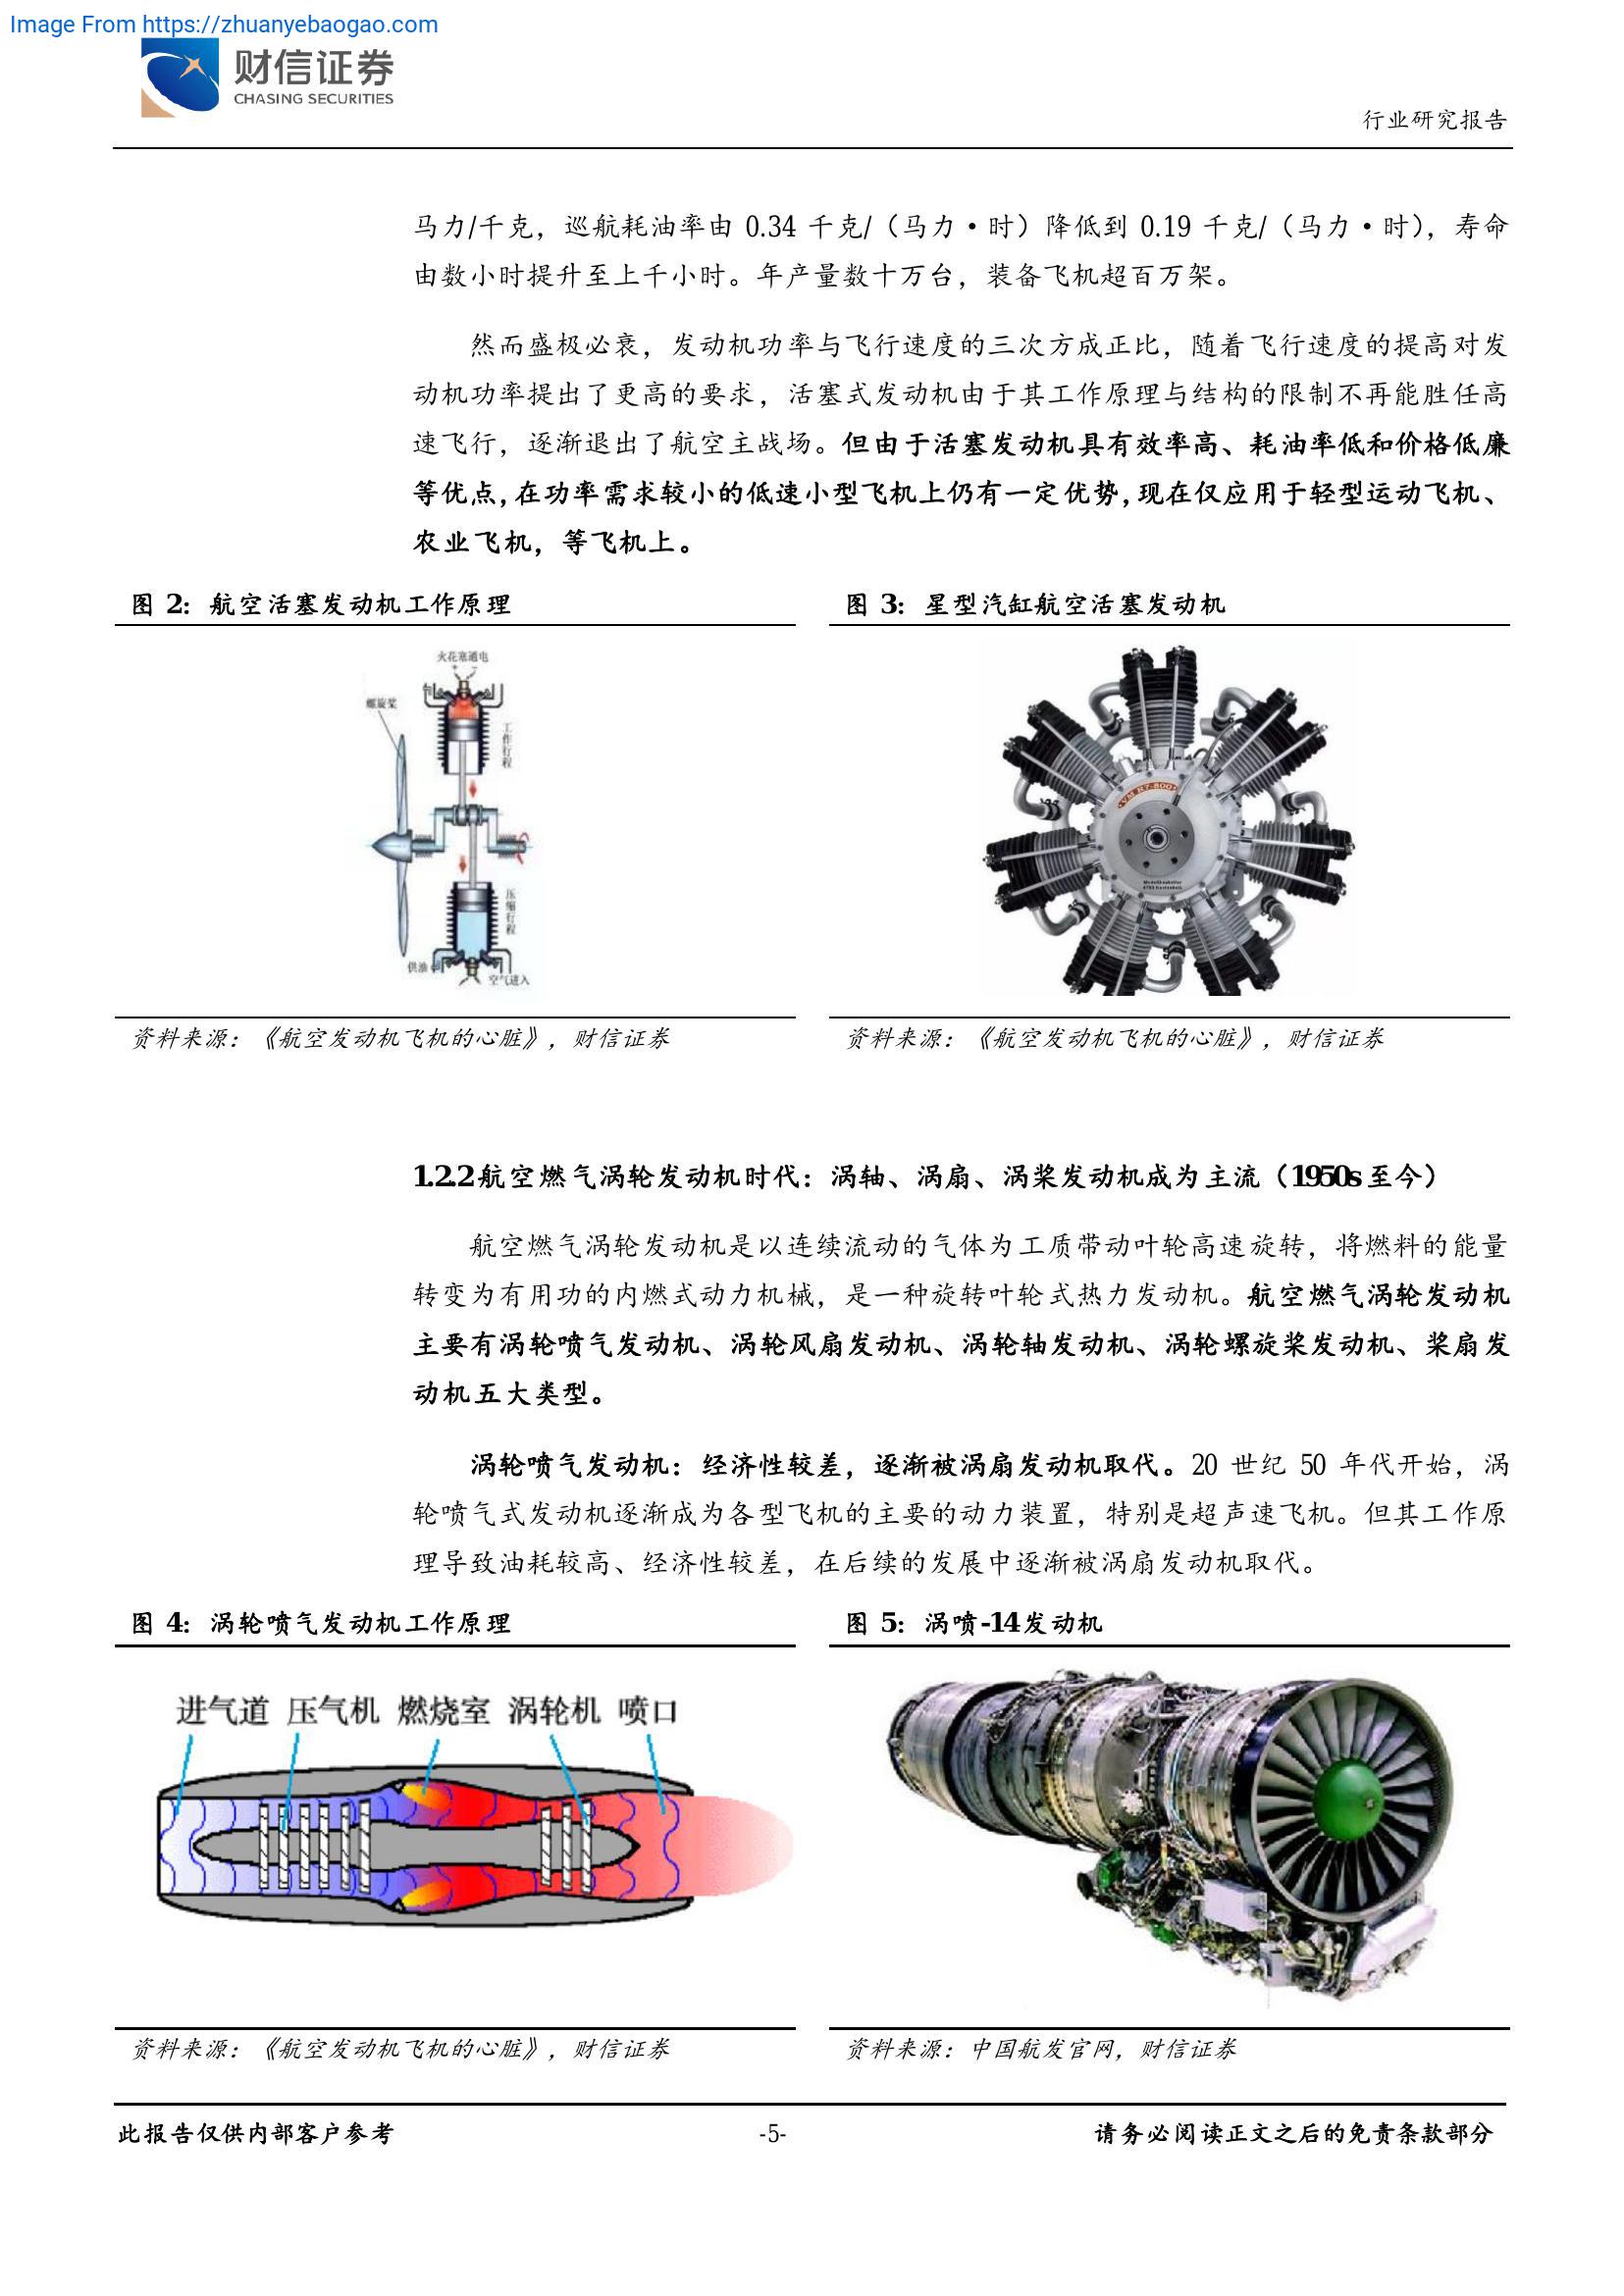 Image From https://zhuanyebaogao.com
财信证券
CHASING SECURITIES
行业研究报告
马力/千克，巡航耗油率由 0.34 千克/（马力·时）降低到 0.19 千克/（马力·时），寿命
由数小时提升至上千小时。年产量数十万台，装备飞机超百万架。
然而盛极必衰，发动机功率与飞行速度的三次方成正比，随着飞行速度的提高对发
动机功率提出了更高的要求，活塞式发动机由于其工作原理与结构的限制不再能胜任高
速飞行，逐渐退出了航空主战场。但由于活塞发动机具有效率高、耗油率低和价格低廉
等优点，在功率需求较小的低速小型飞机上仍有一定优势，现在仅应用于轻型运动飞机、
农业飞机，等飞机上。
图 2：航空活塞发动机工作原理
火花塞通电
螺旋桨
工作行程
压缩行程
供油
空气进入
资料来源：《航空发动机飞机的心脏》，财信证券
图 3：星型汽缸航空活塞发动机
资料来源：《航空发动机飞机的心脏》，财信证券
1.2.2航空燃气涡轮发动机时代：涡轴、涡扇、涡桨发动机成为主流（1950s至今）
航空燃气涡轮发动机是以连续流动的气体为工质带动叶轮高速旋转，将燃料的能量
转变为有用功的内燃式动力机械，是一种旋转叶轮式热力发动机。航空燃气涡轮发动机
主要有涡轮喷气发动机、涡轮风扇发动机、涡轮轴发动机、涡轮螺旋桨发动机、桨扇发
动机五大类型。
涡轮喷气发动机：经济性较差，逐渐被涡扇发动机取代。20 世纪 50 年代开始，涡
轮喷气式发动机逐渐成为各型飞机的主要的动力装置，特别是超声速飞机。但其工作原
理导致油耗较高、经济性较差，在后续的发展中逐渐被涡扇发动机取代。
图 4：涡轮喷气发动机工作原理
进气道 压气机 燃烧室 涡轮机 喷口
资料来源：《航空发动机飞机的心脏》，财信证券
图 5：涡喷-14发动机
资料来源：中国航发官网，财信证券
此报告仅供内部客户参考
-5-
请务必阅读正文之后的免责条款部分